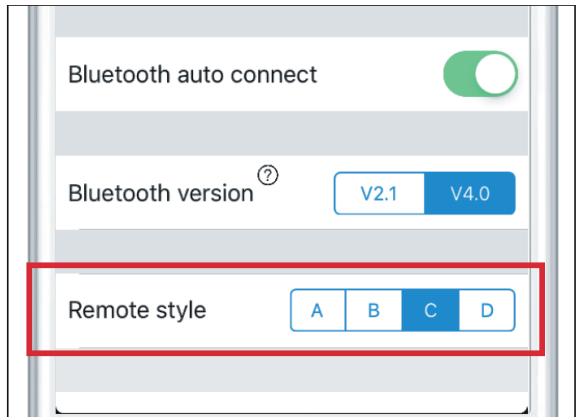 Bluetooth auto connect
Bluetooth version ? V2.1 V4.0
Remote style A B C D